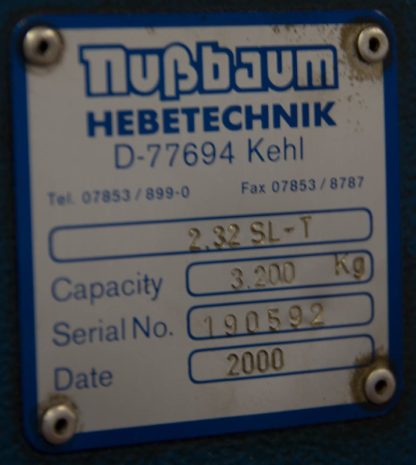 Nußbaum
HEBETECHNIK
D-77694 Kehl
Tel. 07853/899-0 Fax 07853/8787
2.32 SL-T
Capacity 3.200 Kg
Serial No. 190592
Date 2000